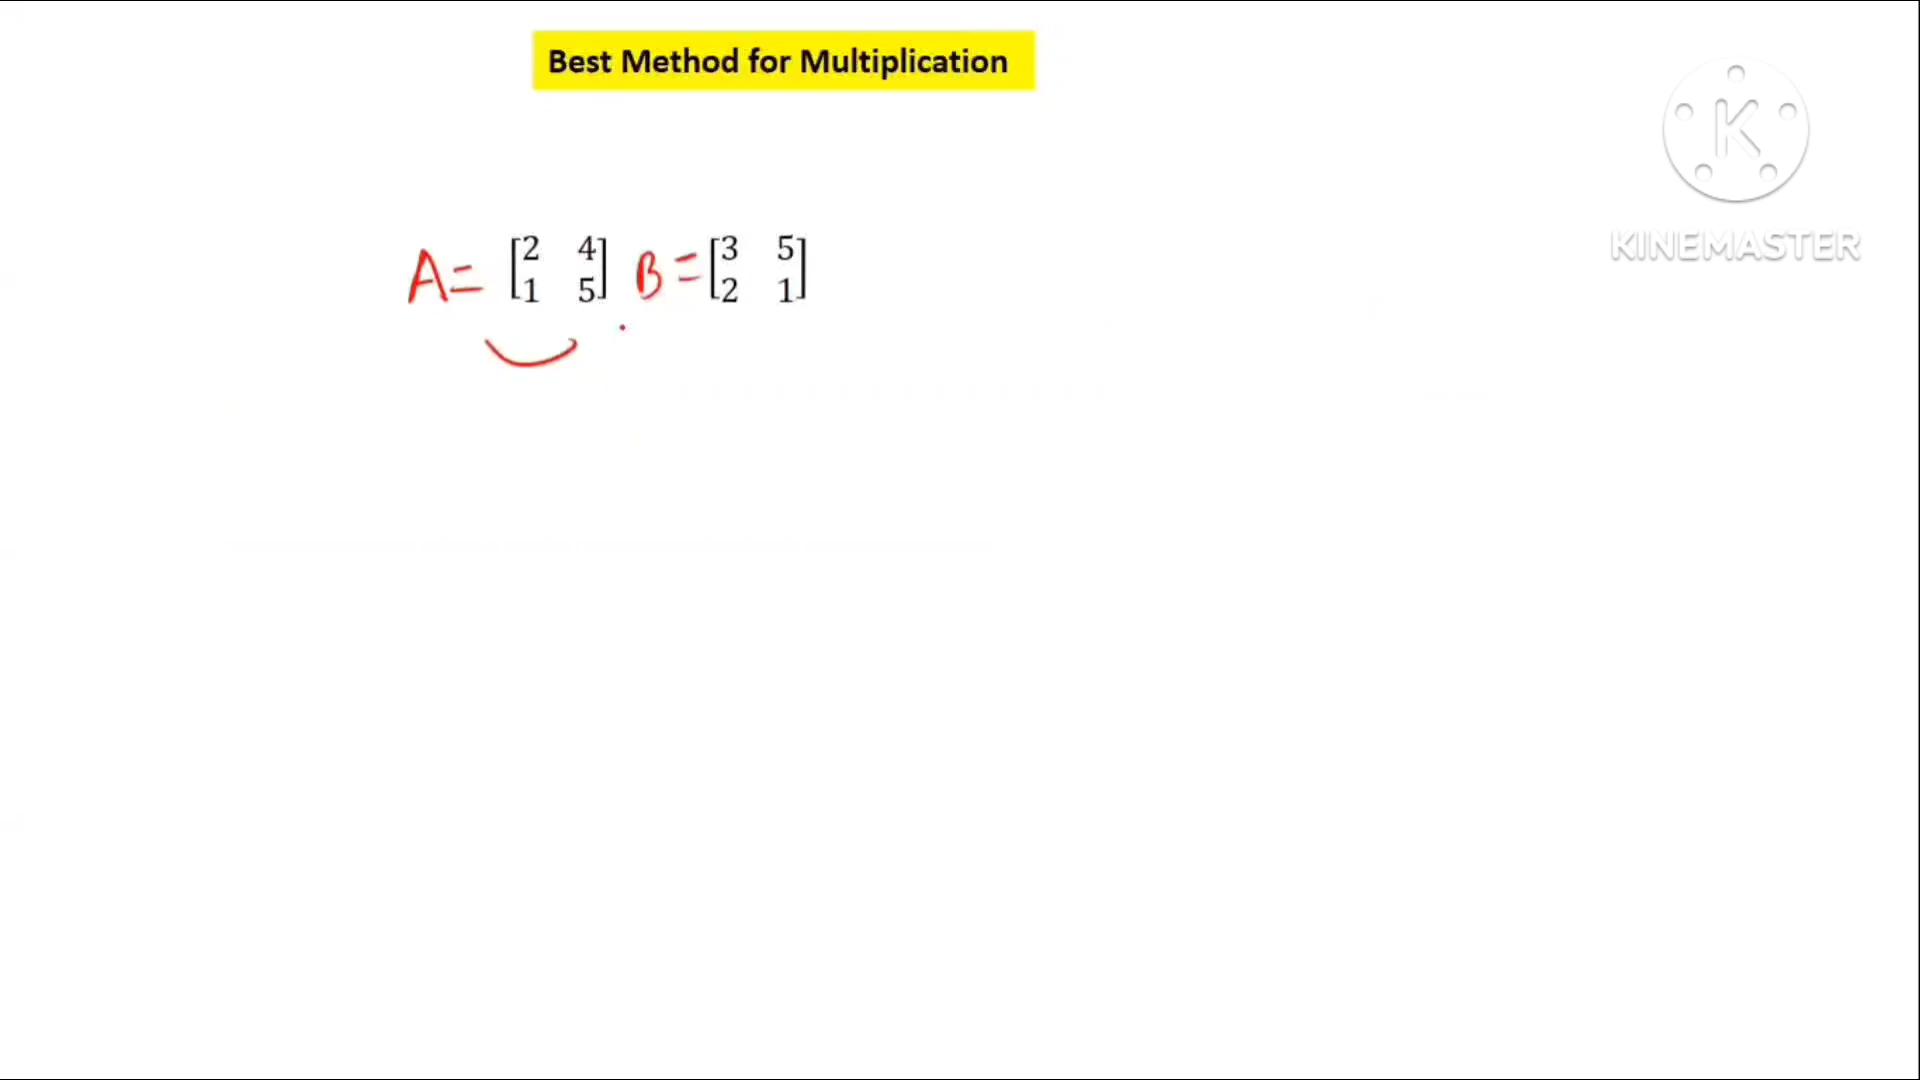 Best Method for Multiplication
K
KINEMASTER
A = [2 4] B = [3 5]
[1 5] [2 1]